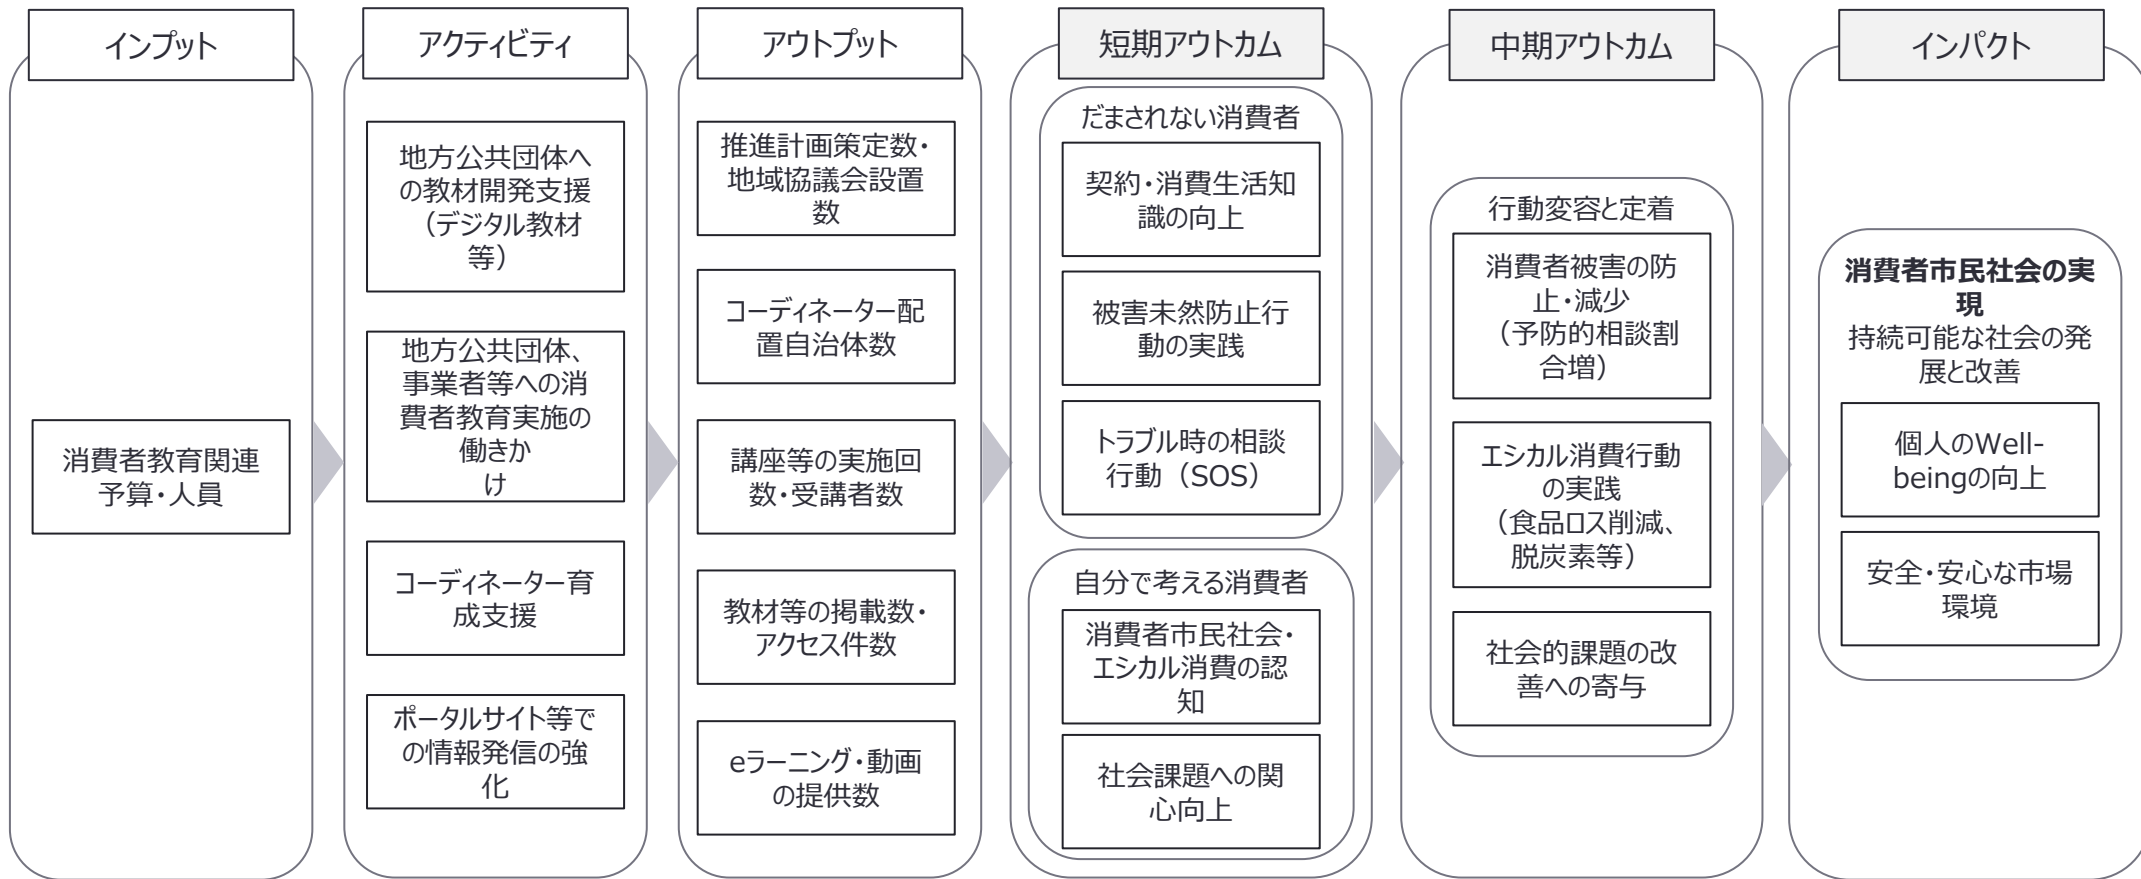 インプット
消費者教育関連
予算・人員
アクティビティ
地方公共団体へ
の教材開発支援
（デジタル教材
等）
地方公共団体、
事業者等への消
費者教育実施の
働きか
け
コーディネーター育
成支援
ポータルサイト等で
の情報発信の強
化
アウトプット
推進計画策定数・
地域協議会設置
数
コーディネーター配
置自治体数
講座等の実施回
数・受講者数
教材等の掲載数・
アクセス件数
eラーニング・動画
の提供数
短期アウトカム
だまされない消費者
契約・消費生活知
識の向上
被害未然防止行
動の実践
トラブル時の相談
行動（SOS）
自分で考える消費者
消費者市民社会・
エシカル消費の認
知
社会課題への関
心向上
中期アウトカム
行動変容と定着
消費者被害の防
止・減少
（予防的相談割
合増）
エシカル消費行動
の実践
（食品ロス削減、
脱炭素等）
社会的課題の改
善への寄与
インパクト
消費者市民社会の実
現
持続可能な社会の発
展と改善
個人のWell-
beingの向上
安全・安心な市場
環境